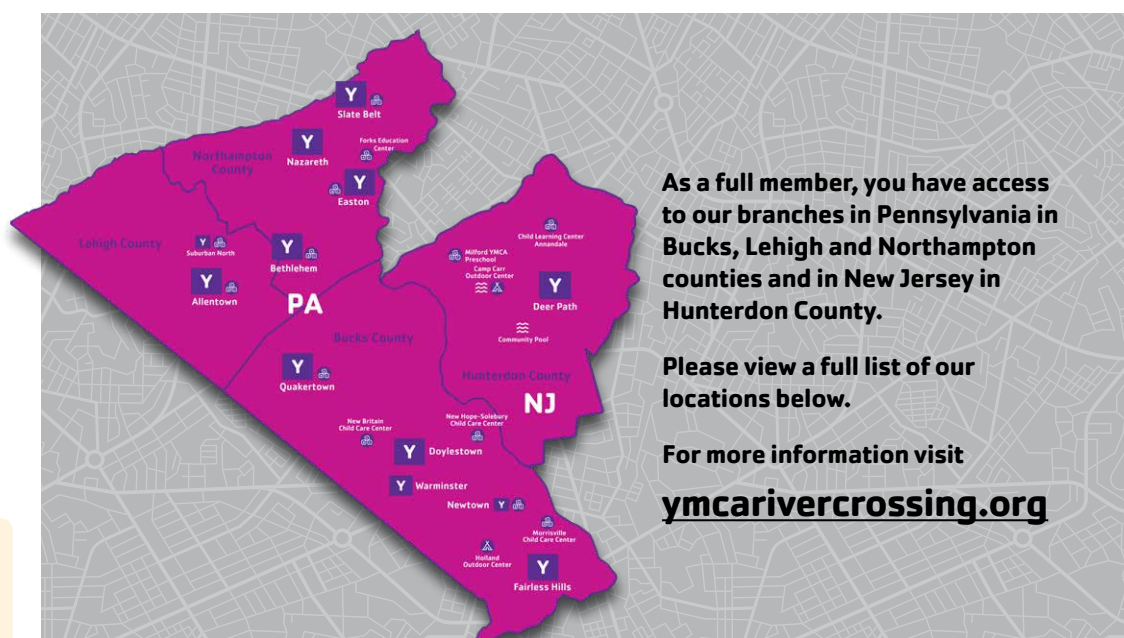 Y
Slate Belt
Y
Nazareth
Forks Education
Center
Northampton
County
Y
Easton
Lehigh County
Y
Suburban North
Y
Bethlehem
Y
Allentown
PA
Child Learning Center
Annandale
Milford YMCA
Preschool
Camp Carr
Outdoor Center
Y
Deer Path
Community Pool
Bucks County
Hunterdon County
NJ
Y
Quakertown
New Britain
Child Care Center
New Hope-Solebury
Child Care Center
Y
Doylestown
Y
Warminster
Newtown
Y
Morrisville
Child Care Center
Holland
Outdoor Center
Y
Fairless Hills
As a full member, you have access
to our branches in Pennsylvania in
Bucks, Lehigh and Northampton
counties and in New Jersey in
Hunterdon County.
Please view a full list of our
locations below.
For more information visit
ymcarivercrossing.org